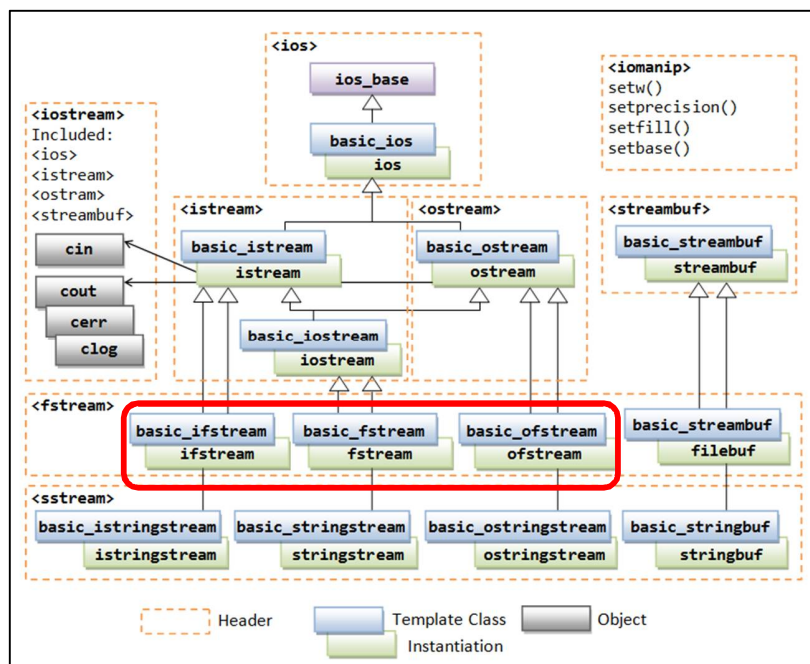 <ios>
ios_base
basic_ios
ios
<iomanip>
setw()
setprecision()
setfill()
setbase()
<iostream>
Included:
<ios>
<istream>
<ostram>
<streambuf>
cin
cout
cerr
clog
<istream>
basic_istream
istream
<ostream>
basic_ostream
ostream
basic_iostream
iostream
<streambuf>
basic_streambuf
streambuf
<fstream>
basic_ifstream
ifstream
basic_fstream
fstream
basic_ofstream
ofstream
basic_streambuf
filebuf
<sstream>
basic_istringstream
istringstream
basic_stringstream
stringstream
basic_ostringstream
ostringstream
basic_stringbuf
stringbuf
Header
Template Class
Instantiation
Object